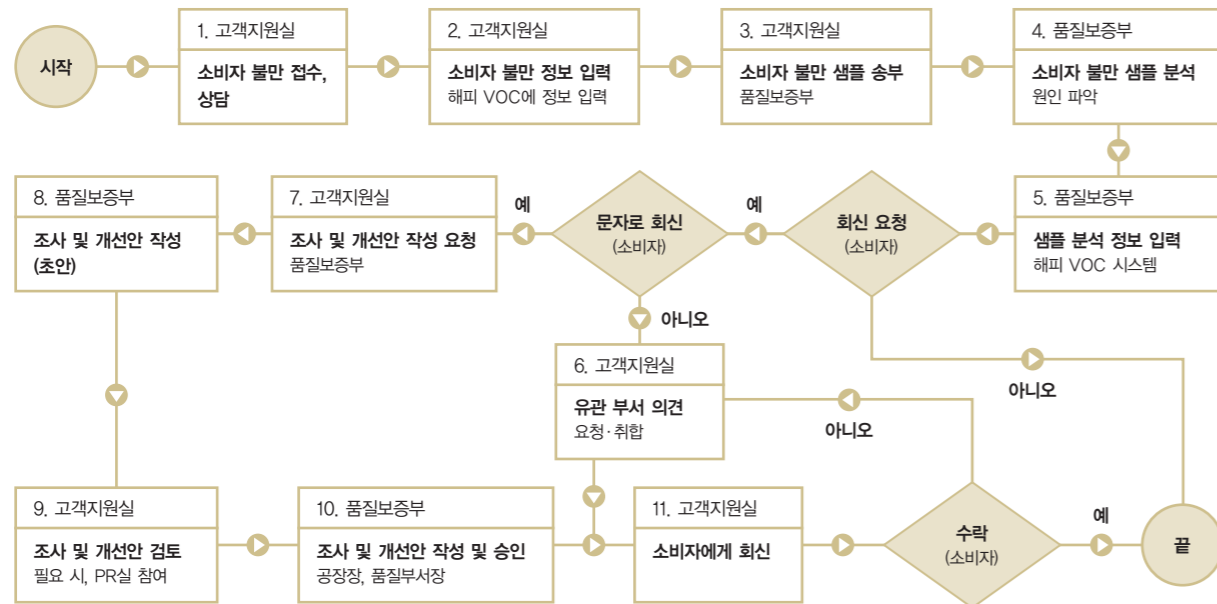 시작
1. 고객지원실
소비자 불만 접수,
상담
2. 고객지원실
소비자 불만 정보 입력
해피 VOC에 정보 입력
3. 고객지원실
소비자 불만 샘플 송부
품질보증부
4. 품질보증부
소비자 불만 샘플 분석
원인 파악
5. 품질보증부
샘플 분석 정보 입력
해피 VOC 시스템
회신 요청
(소비자)
예
아니오
문자로 회신
(소비자)
예
아니오
7. 고객지원실
조사 및 개선안 작성 요청
품질보증부
8. 품질보증부
조사 및 개선안 작성
(초안)
6. 고객지원실
유관 부서 의견
요청·취합
9. 고객지원실
조사 및 개선안 검토
필요 시, PR실 참여
10. 품질보증부
조사 및 개선안 작성 및 승인
공장장, 품질부서장
11. 고객지원실
소비자에게 회신
수락
(소비자)
아니오
예
끝